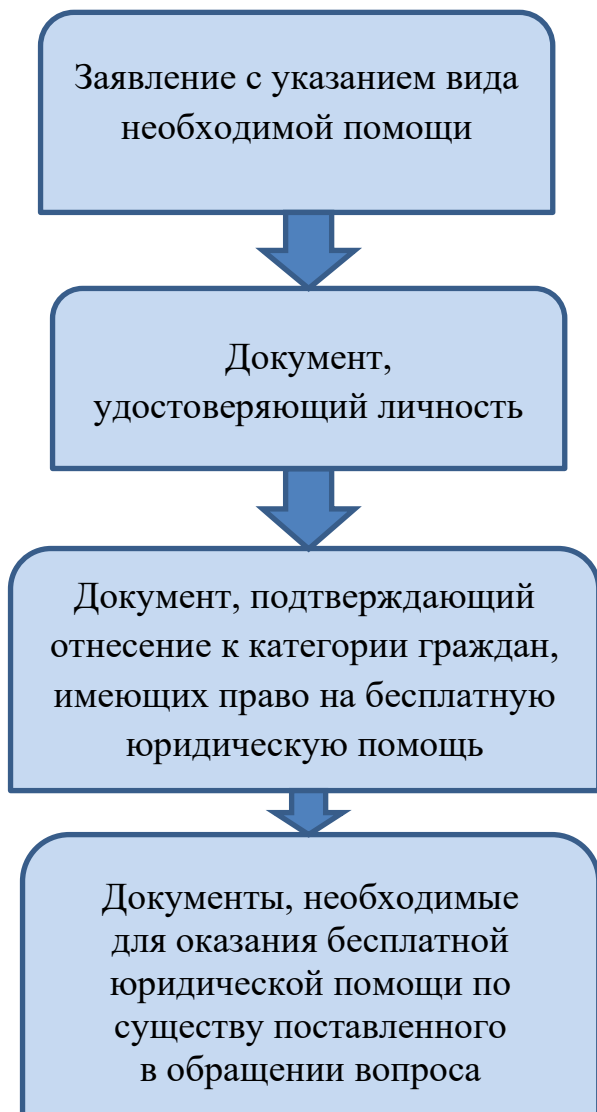 Заявление с указанием вида
необходимой помощи
Документ,
удостоверяющий личность
Документ, подтверждающий
отнесение к категории граждан,
имеющих право на бесплатную
юридическую помощь
Документы, необходимые
для оказания бесплатной
юридической помощи по
существу поставленного
в обращении вопроса